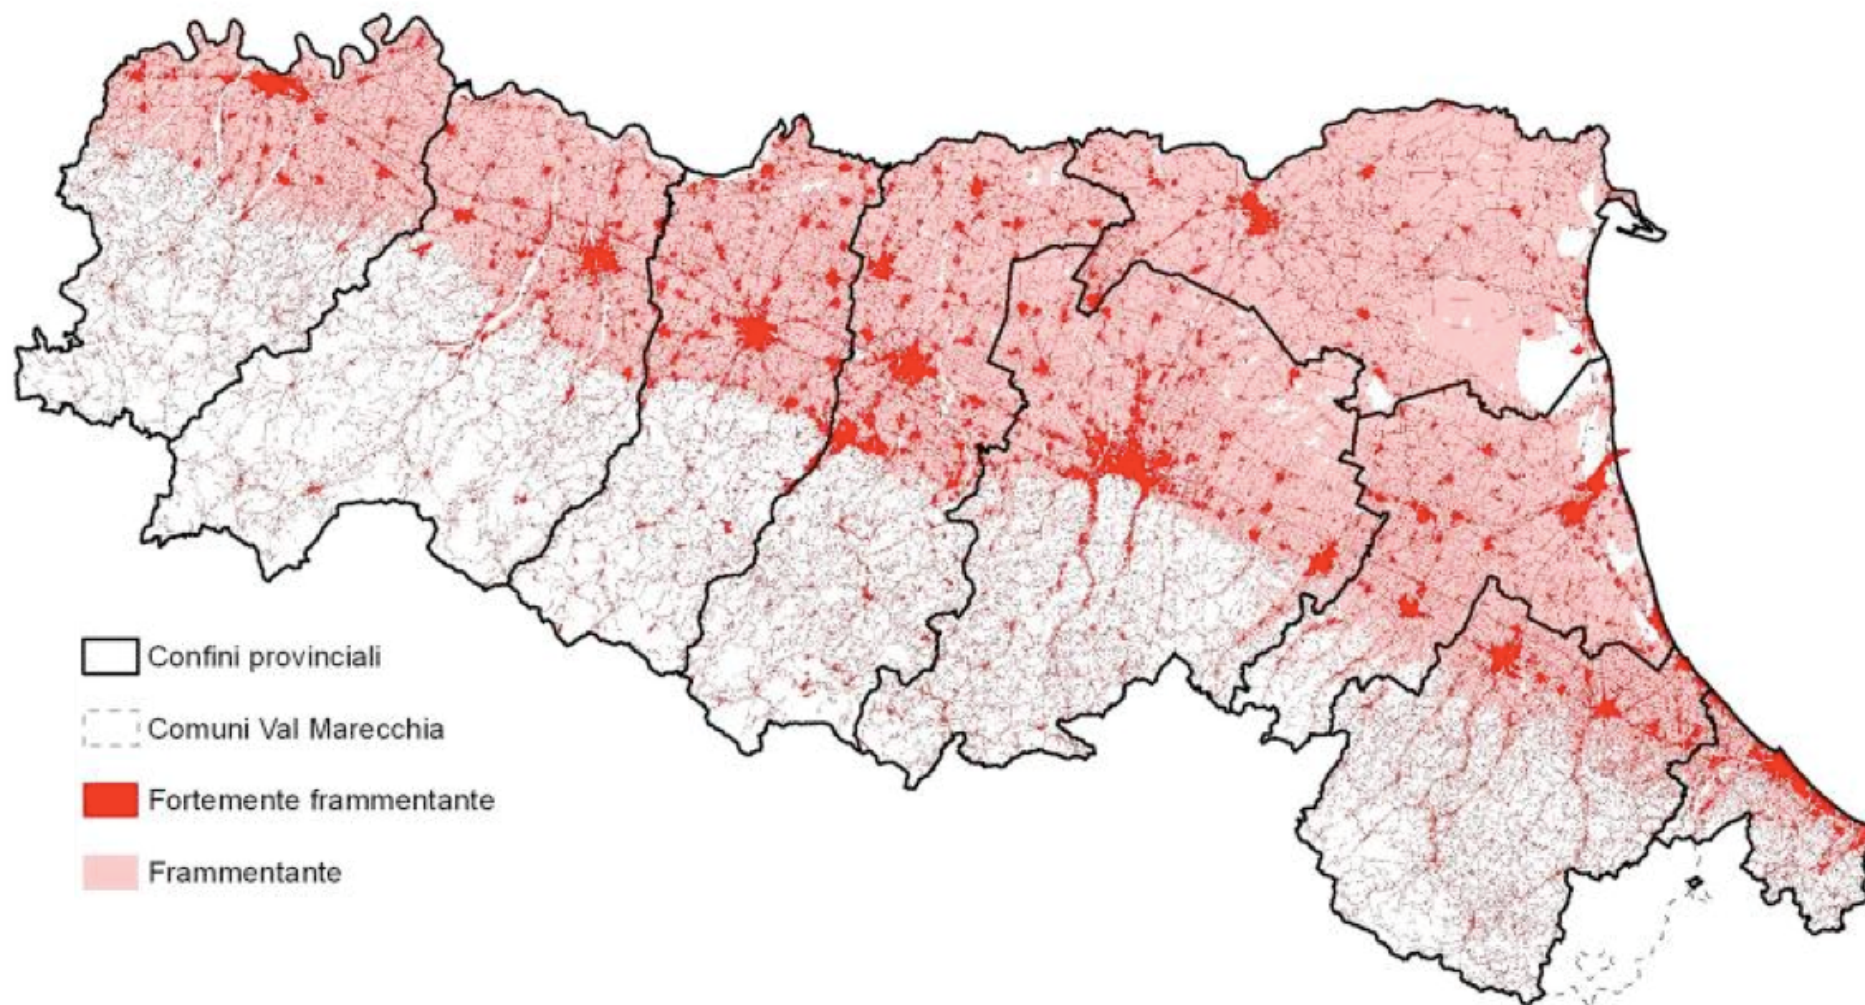 Confini provinciali
Comuni Val Marecchia
Fortemente frammentante
Frammentante